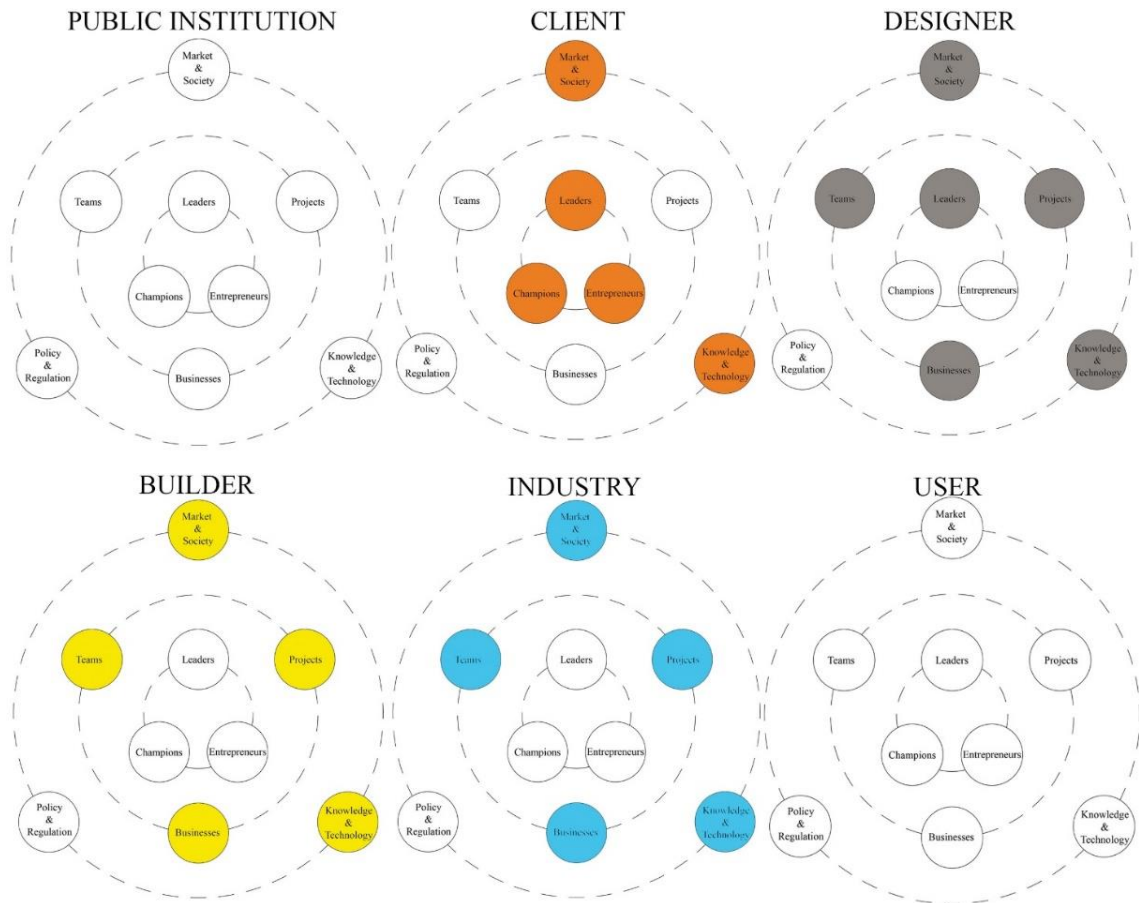 PUBLIC INSTITUTION
Market
&
Society
Teams
Leaders
Projects
Champions
Entrepreneurs
Policy
&
Regulation
Businesses
Knowledge
&
Technology
CLIENT
Market
&
Society
Teams
Leaders
Projects
Champions
Entrepreneurs
Policy
&
Regulation
Businesses
Knowledge
&
Technology
DESIGNER
Market
&
Society
Teams
Leaders
Projects
Champions
Entrepreneurs
Policy
&
Regulation
Businesses
Knowledge
&
Technology
BUILDER
Market
&
Society
Teams
Leaders
Projects
Champions
Entrepreneurs
Policy
&
Regulation
Businesses
Knowledge
&
Technology
INDUSTRY
Market
&
Society
Teams
Leaders
Projects
Champions
Entrepreneurs
Policy
&
Regulation
Businesses
Knowledge
&
Technology
USER
Market
&
Society
Teams
Leaders
Projects
Champions
Entrepreneurs
Policy
&
Regulation
Businesses
Knowledge
&
Technology